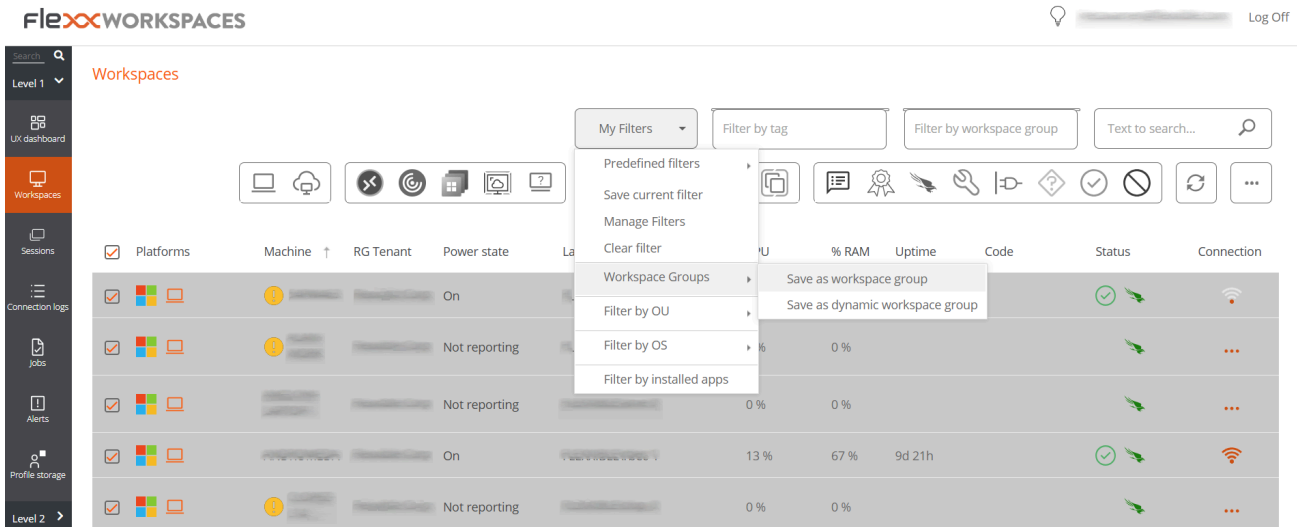 FlexxWORKSPACES
Log Off
Search
Level 1
Workspaces
UX dashboard
My Filters
Filter by tag
Filter by workspace group
Text to search...
Workspaces
Predefined filters
Save current filter
Manage Filters
Clear filter
Workspace Groups
Filter by OU
Filter by OS
Filter by installed apps
Save as workspace group
Save as dynamic workspace group
Sessions
Connection logs
Jobs
Alerts
Profile storage
Level 2
Platforms Machine RG Tenant Power state % RAM Uptime Code Status Connection
On
Not reporting 0 %
Not reporting 0 % 0 %
On 13 % 67 % 9d 21h
Not reporting 0 % 0 %